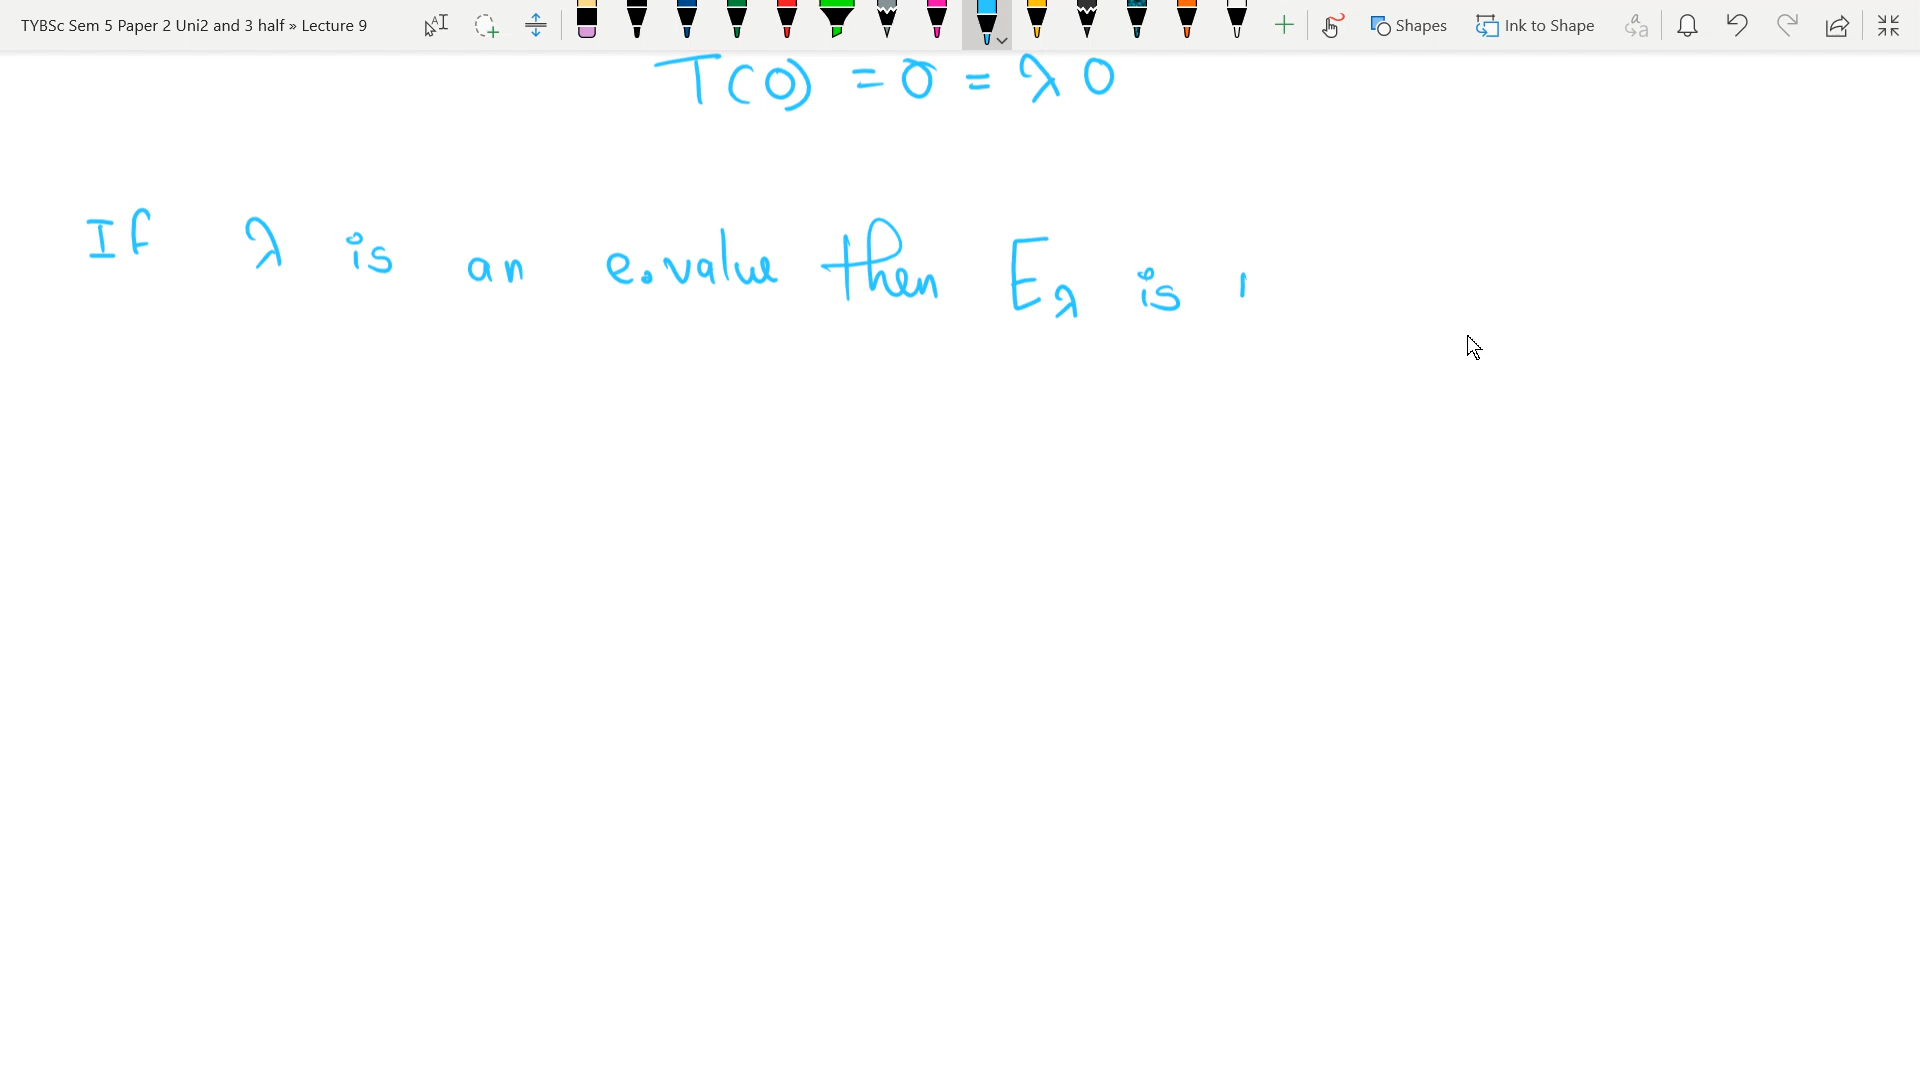 TYBSc Sem 5 Paper 2 Uni2 and 3 half » Lecture 9 Shapes Ink to Shape
T(0) = 0 = λ 0
If λ is an e.value then Eλ is